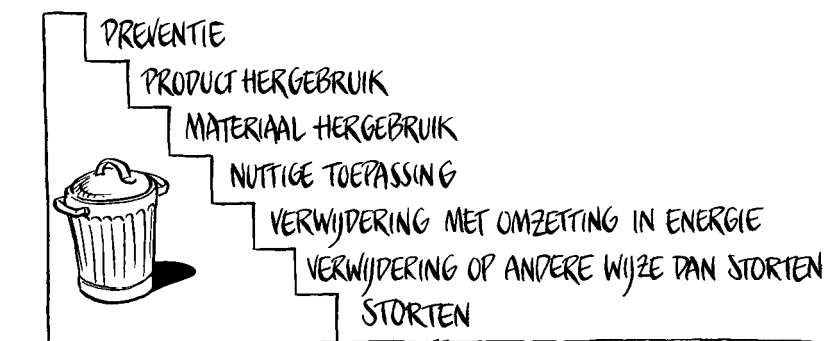 PREVENTIE
PRODUCT HERGEBRUIK
MATERIAAL HERGEBRUIK
NUTTIGE TOEPASSING
VERWIJDERING MET OMZETTING IN ENERGIE
VERWIJDERING OP ANDERE WIJZE DAN STORTEN
STORTEN